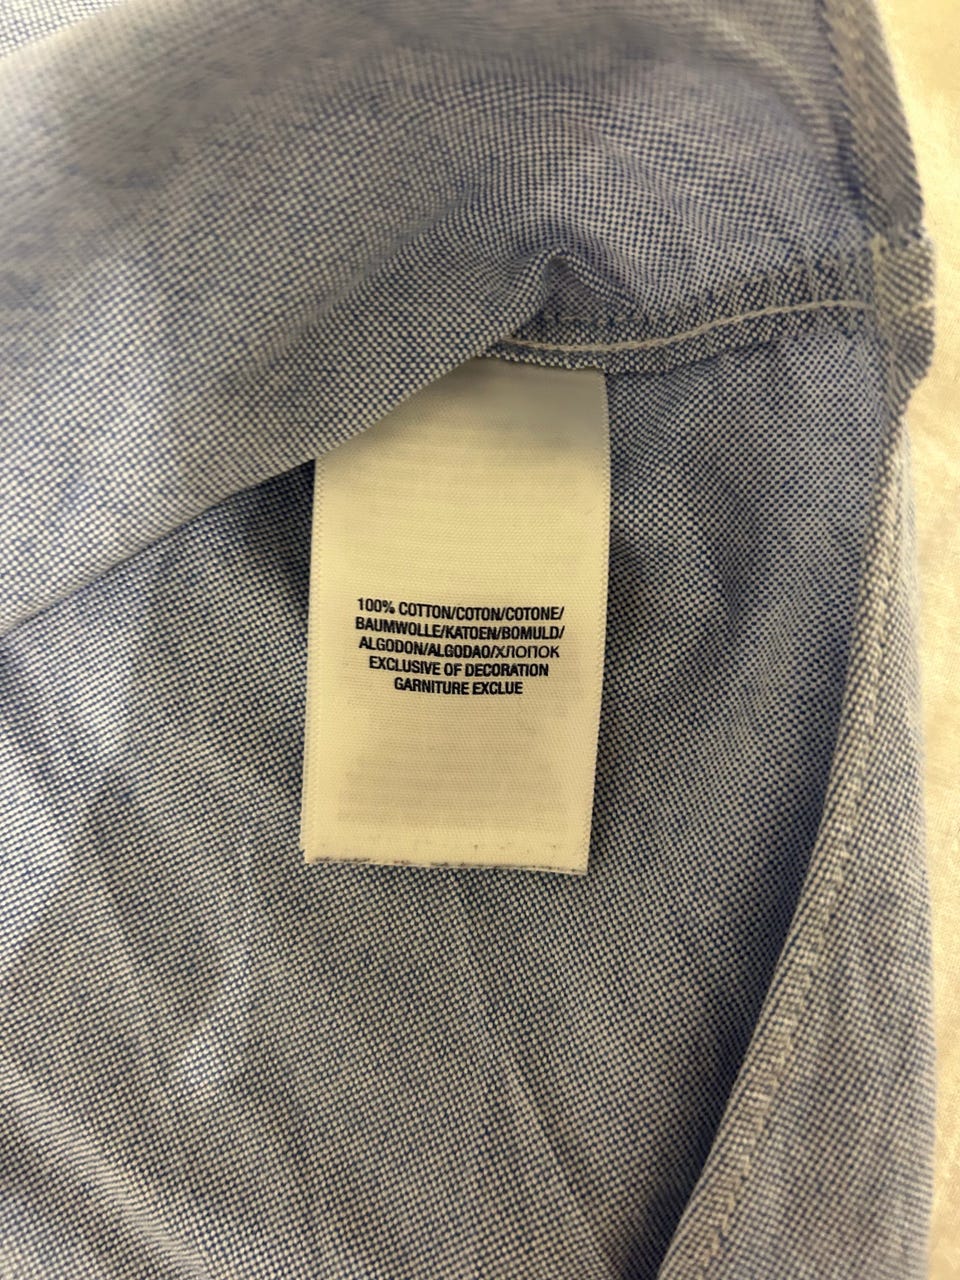 100% COTTON/COTON/COTONE/
BAUMWOLLE/KATOEN/BOMULD/
ALGODON/ALGODAO/ХЛОПОК
EXCLUSIVE OF DECORATION
GARNITURE EXCLUE